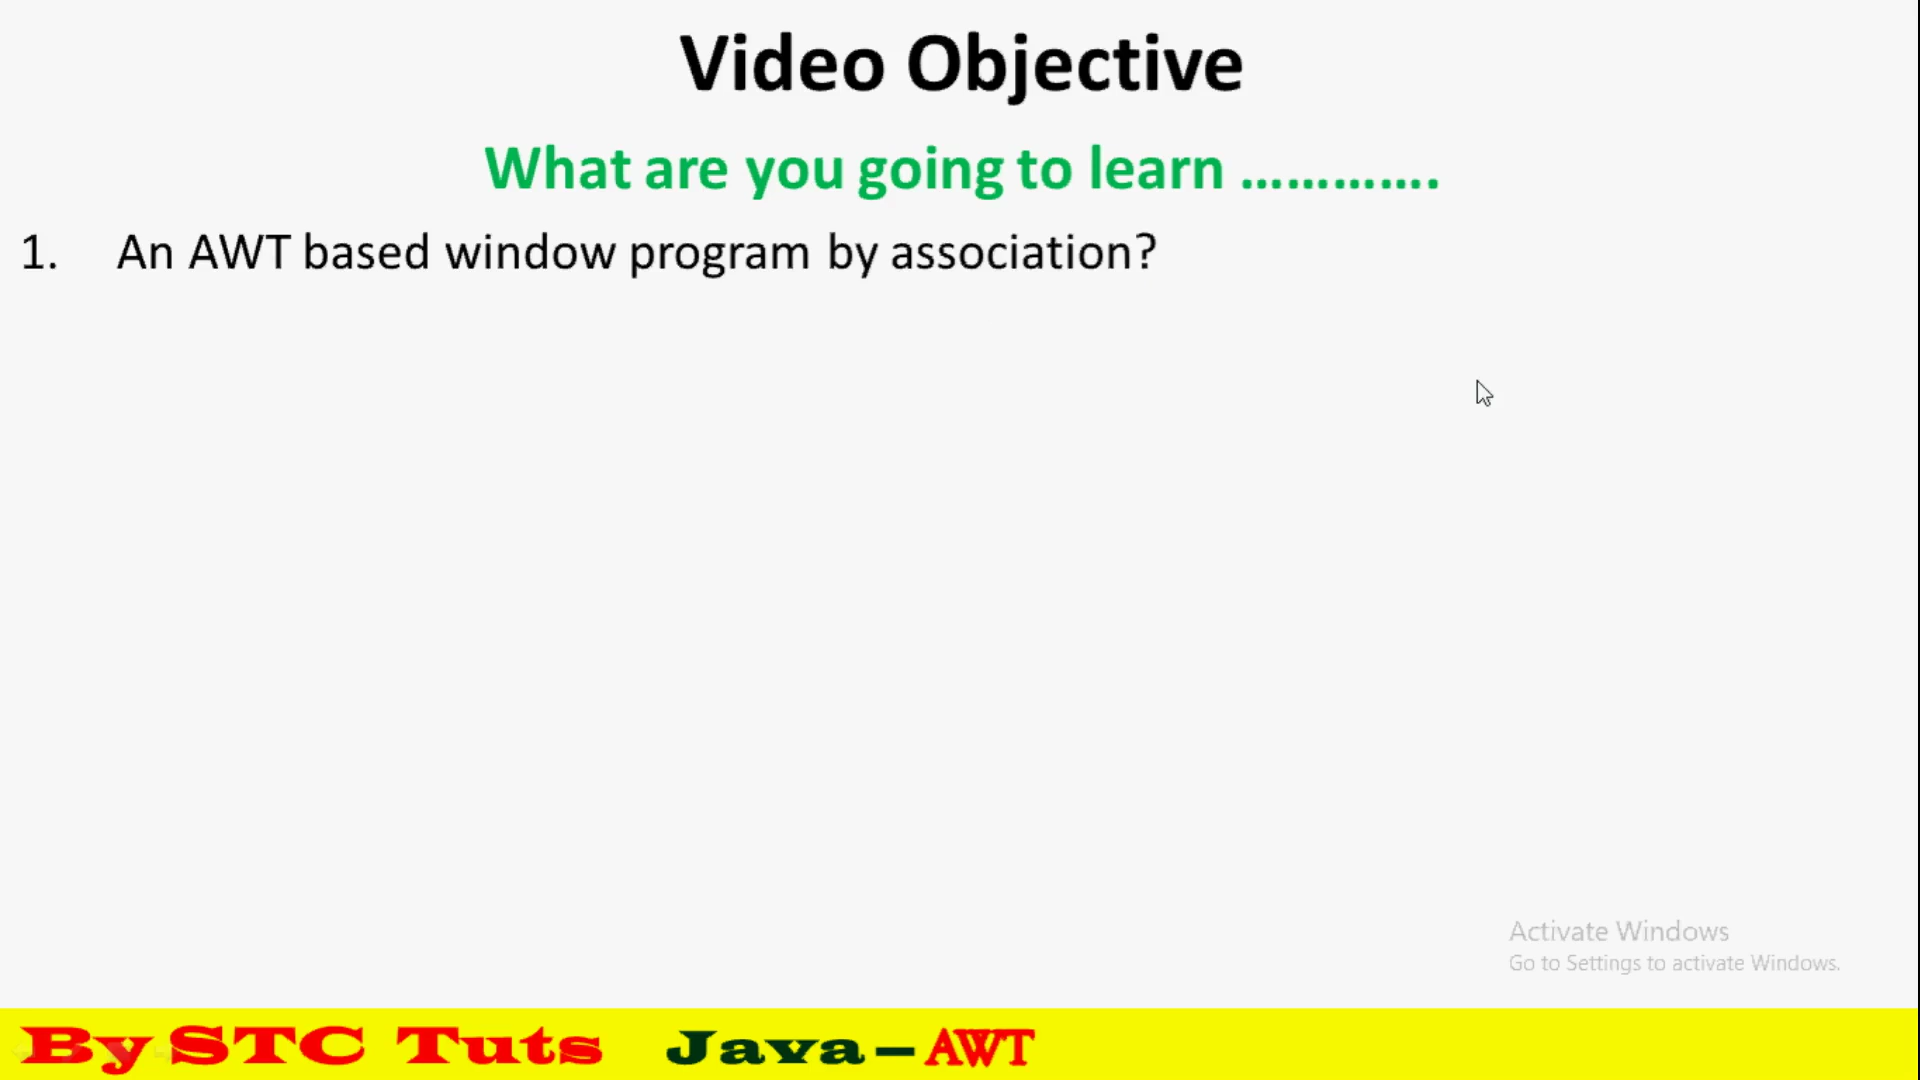 Video Objective
What are you going to learn .............
1. An AWT based window program by association?
Activate Windows
Go to Settings to activate Windows.
By STC Tuts Java – AWT